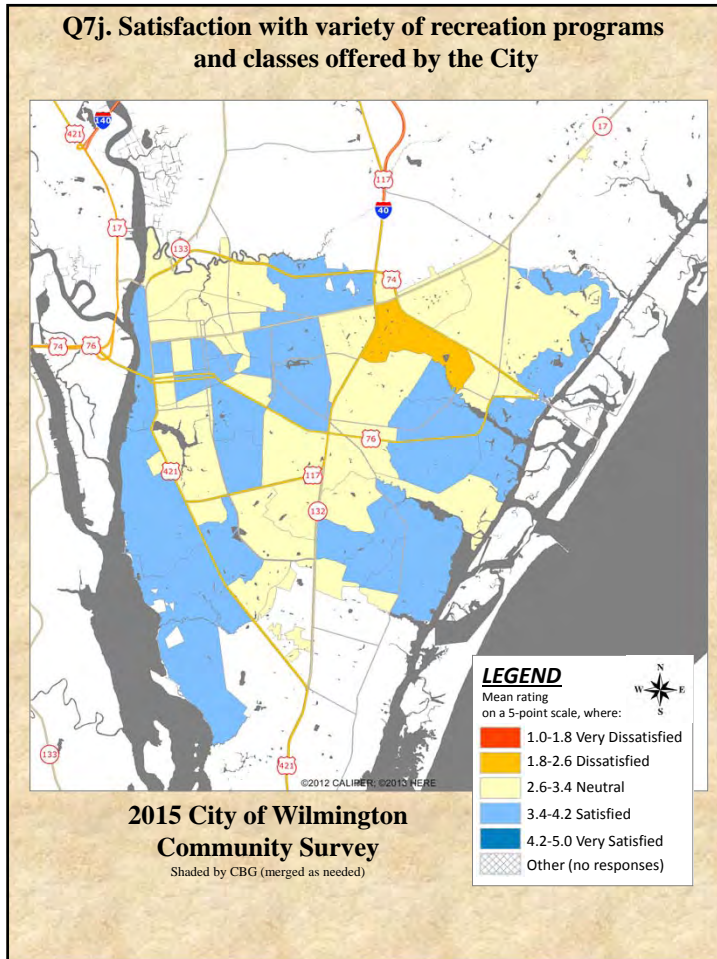 Q7j. Satisfaction with variety of recreation programs
and classes offered by the City
140
421
17
117
17
40
133
74
74
76
76
421
117
132
133
421
©2012 CALIPER; ©2013 HERE
LEGEND
N
W E
S
Mean rating
on a 5-point scale, where:
1.0-1.8 Very Dissatisfied
1.8-2.6 Dissatisfied
2.6-3.4 Neutral
3.4-4.2 Satisfied
4.2-5.0 Very Satisfied
Other (no responses)
2015 City of Wilmington
Community Survey
Shaded by CBG (merged as needed)